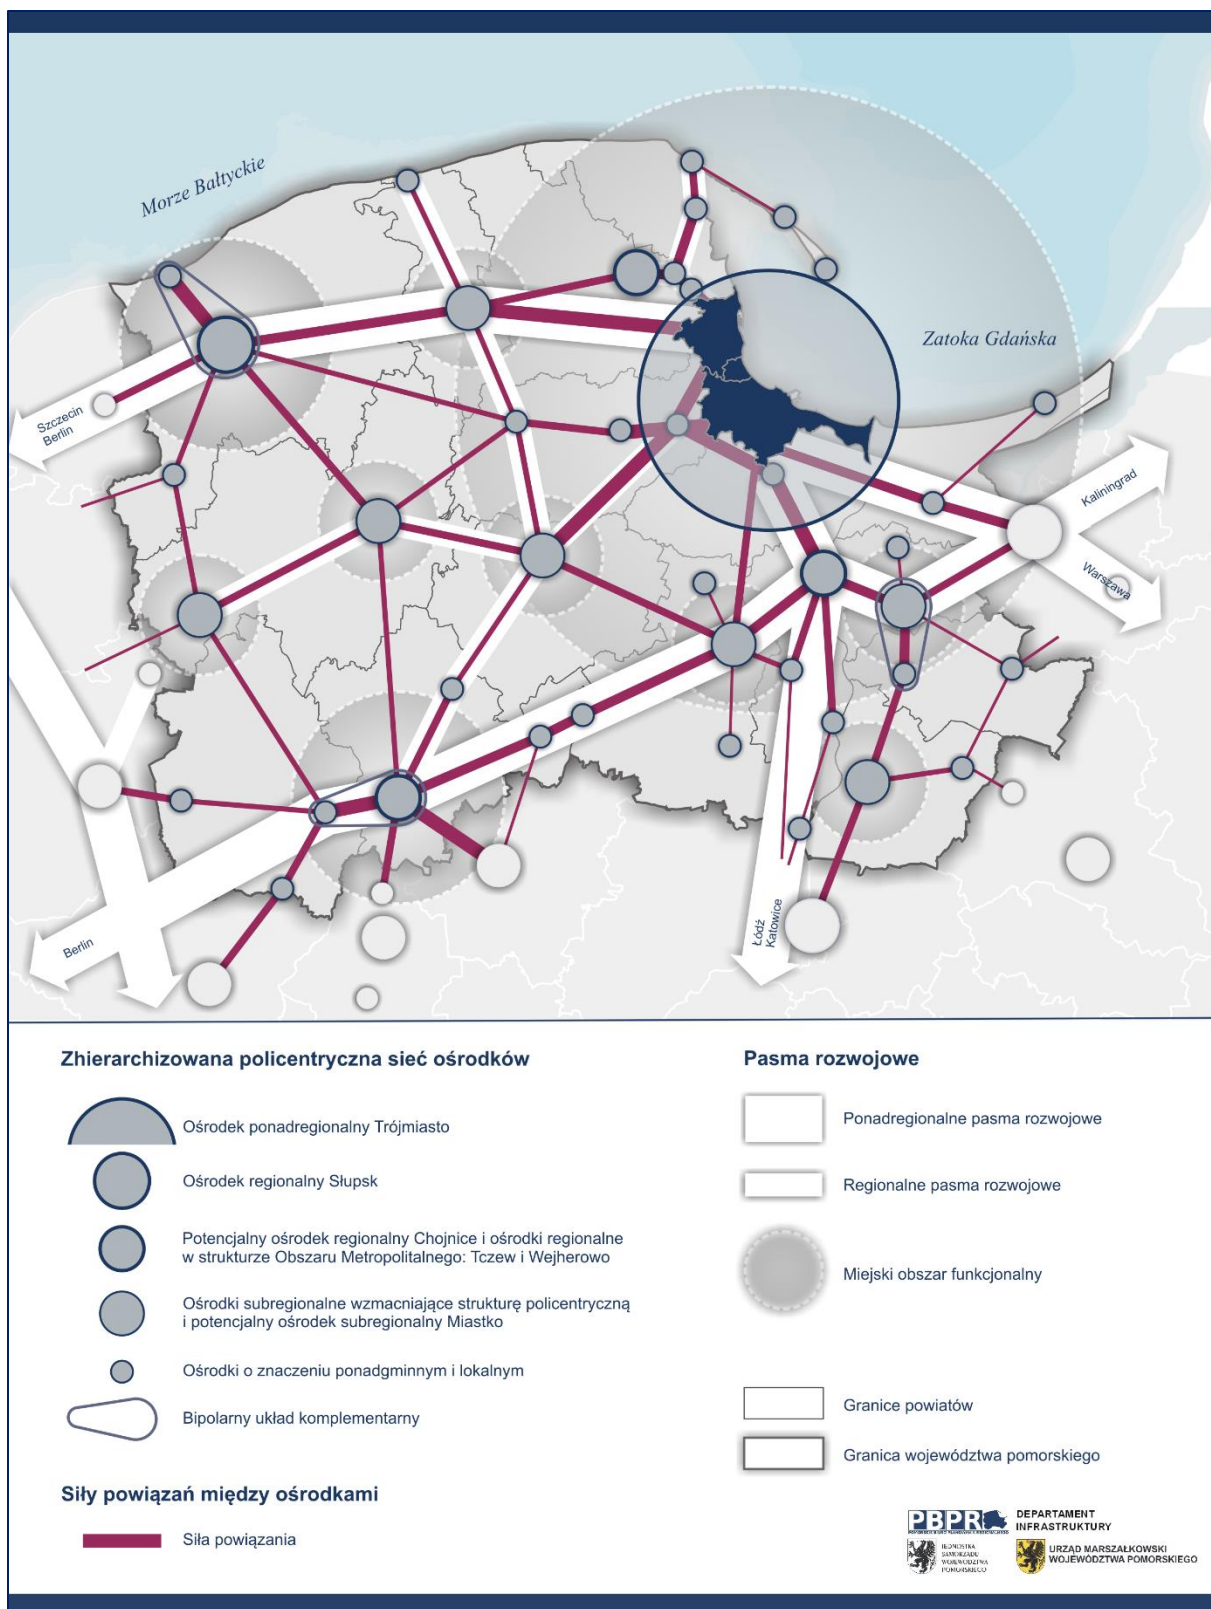 Morze Bałtyckie
Zatoka Gdańska
Szczecin
Berlin
Kaliningrad
Warszawa
Berlin
Łódź
Katowice
Zhierarchizowana policentryczna sieć ośrodków
Ośrodek ponadregionalny Trójmiasto
Ośrodek regionalny Słupsk
Potencjalny ośrodek regionalny Chojnice i ośrodki regionalne
w strukturze Obszaru Metropolitalnego: Tczew i Wejherowo
Ośrodki subregionalne wzmacniające strukturę policentryczną
i potencjalny ośrodek subregionalny Miastko
Ośrodki o znaczeniu ponadgminnym i lokalnym
Bipolarny układ komplementarny
Siły powiązań między ośrodkami
Siła powiązania
Pasma rozwojowe
Ponadregionalne pasma rozwojowe
Regionalne pasma rozwojowe
Miejski obszar funkcjonalny
Granice powiatów
Granica województwa pomorskiego
PBPR
DEPARTAMENT
INFRASTRUKTURY
JEDNOSTKA
SAMORZĄDU
WOJEWÓDZTWA
POMORSKIEGO
URZĄD MARSZAŁKOWSKI
WOJEWÓDZTWA POMORSKIEGO